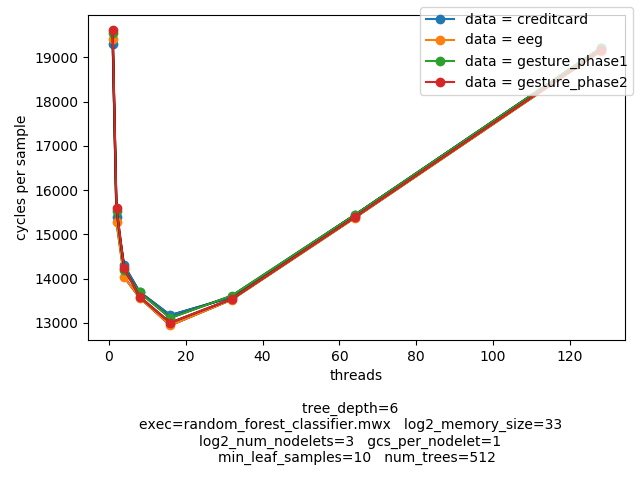 data = creditcard
data = eeg
data = gesture_phase1
data = gesture_phase2
19000
18000
17000
16000
15000
14000
13000
cycles per sample
0 20 40 60 80 100 120
threads
tree_depth=6
exec=random_forest_classifier.mwx log2_memory_size=33
log2_num_nodelets=3 gcs_per_nodelet=1
min_leaf_samples=10 num_trees=512